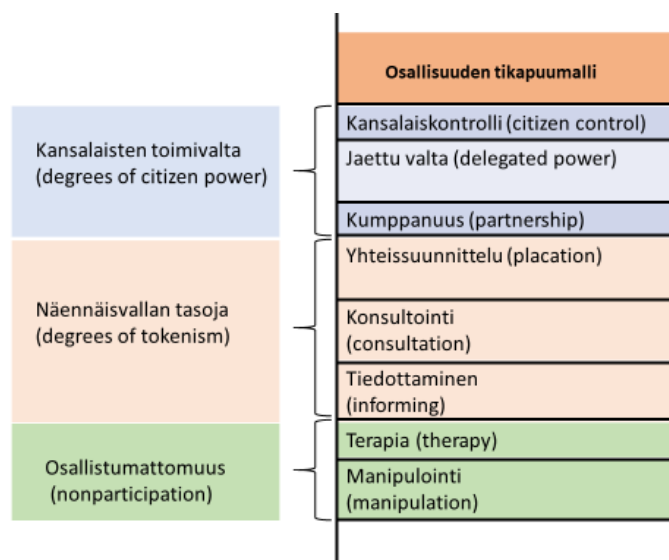 Osallisuuden tikapuumalli
Kansalaisten toimivalta
(degrees of citizen power)
Kansalaiskontrolli (citizen control)
Jaettu valta (delegated power)
Kumppanuus (partnership)
Näennäisvallan tasoja
(degrees of tokenism)
Yhteissuunnittelu (placation)
Konsultointi
(consultation)
Tiedottaminen
(informing)
Osallistumattomuus
(nonparticipation)
Terapia (therapy)
Manipulointi
(manipulation)